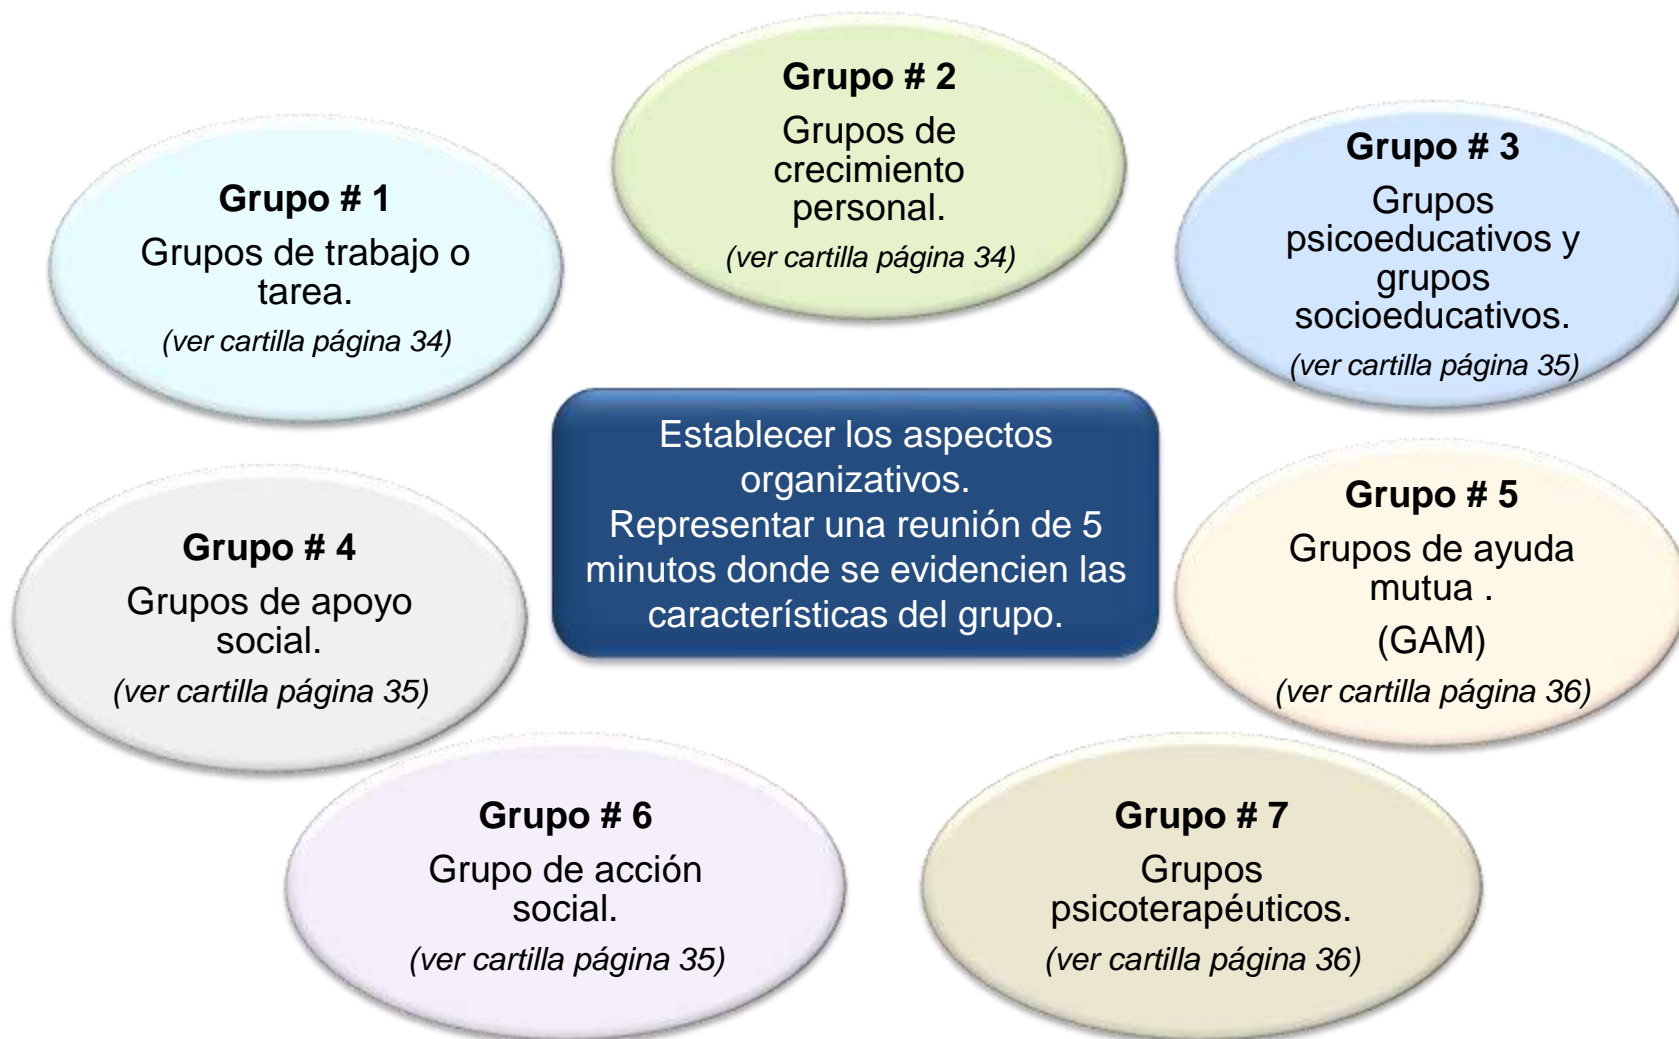 Grupo # 1
Grupos de trabajo o
tarea.
(ver cartilla página 34)
Grupo # 2
Grupos de
crecimiento
personal.
(ver cartilla página 34)
Grupo # 3
Grupos
psicoeducativos y
grupos
socioeducativos.
(ver cartilla página 35)
Establecer los aspectos
organizativos.
Representar una reunión de 5
minutos donde se evidencien las
características del grupo.
Grupo # 4
Grupos de apoyo
social.
(ver cartilla página 35)
Grupo # 5
Grupos de ayuda
mutua .
(GAM)
(ver cartilla página 36)
Grupo # 6
Grupo de acción
social.
(ver cartilla página 35)
Grupo # 7
Grupos
psicoterapéuticos.
(ver cartilla página 36)